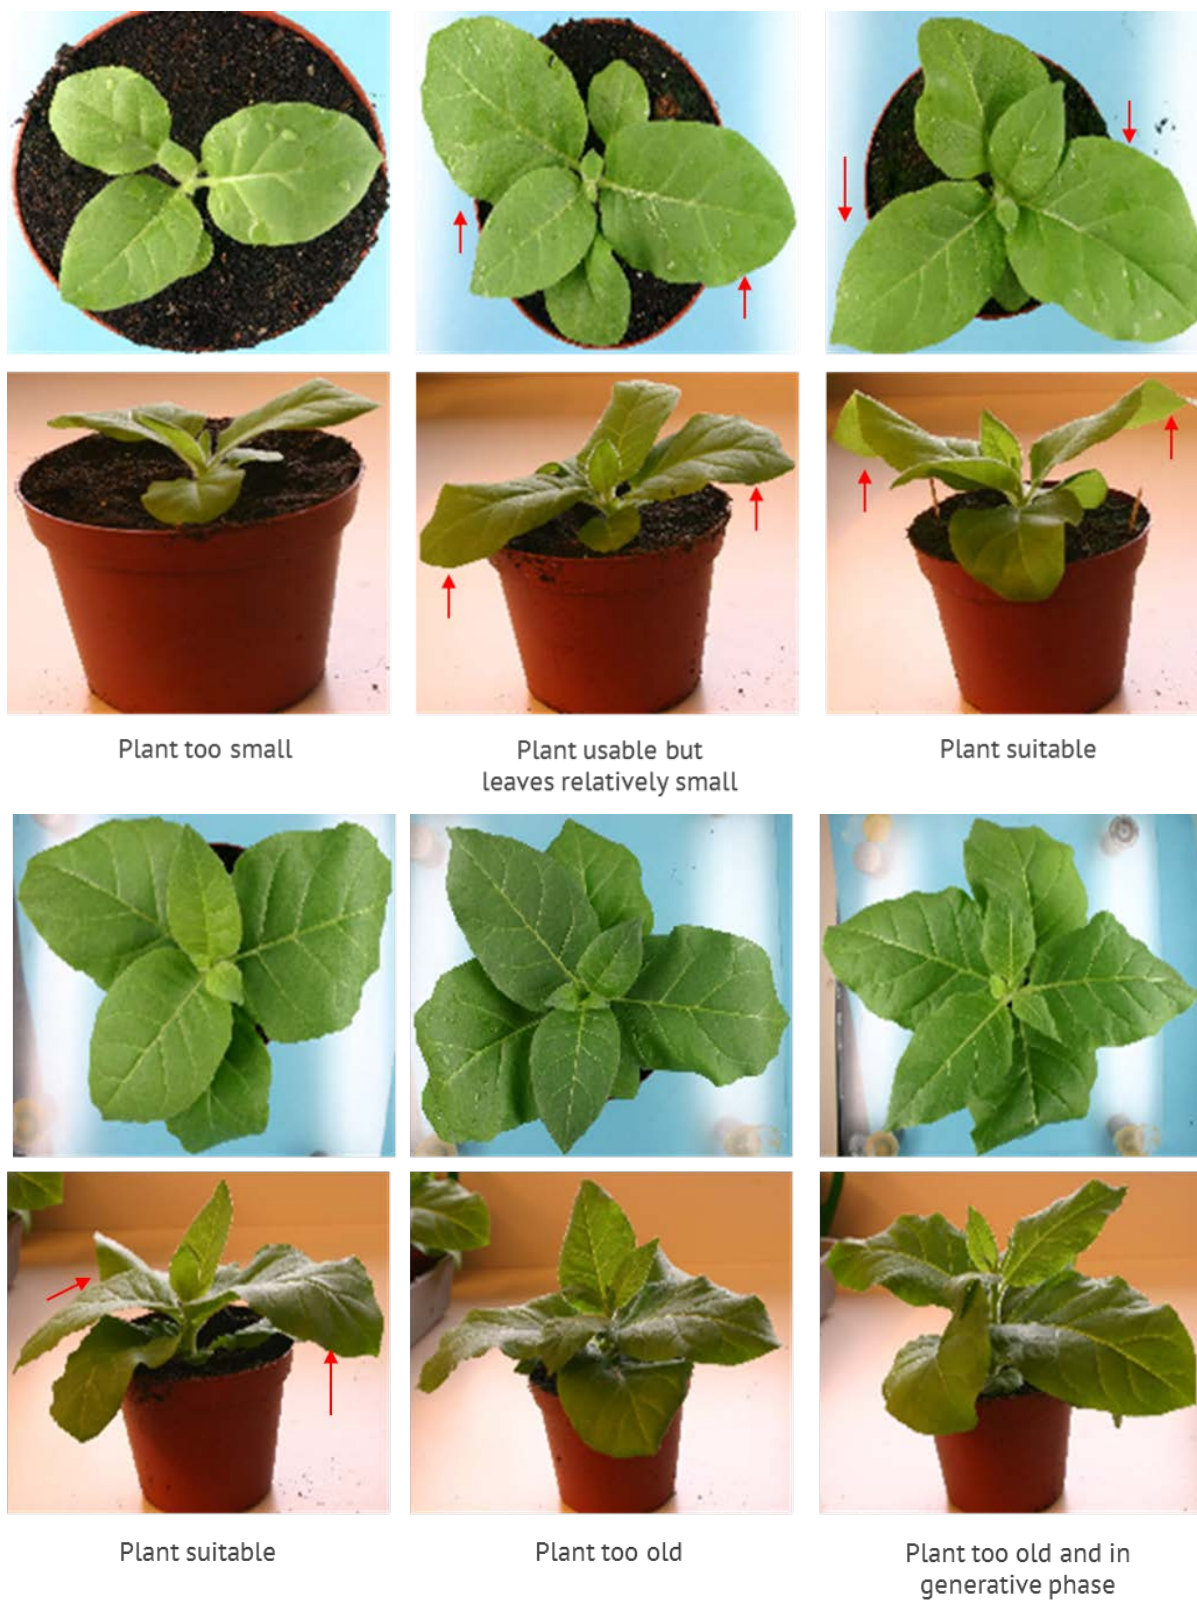 Plant too small
Plant usable but
leaves relatively small
Plant suitable
Plant suitable
Plant too old
Plant too old and in
generative phase